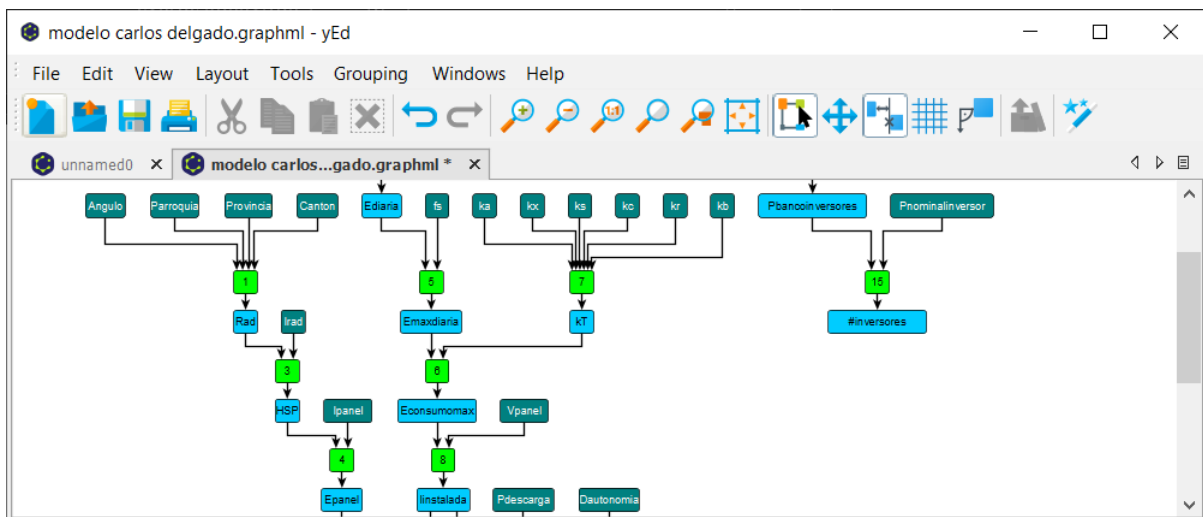 modelo carlos delgado.graphml - yEd
File Edit View Layout Tools Grouping Windows Help
1:1
unnamed0 modelo carlos...gado.graphml *
Angulo Parroquia Provincia Canton Ediaria fs ka kx ks kc kr kb Pbancoinversores Pnominalinversor
1 5 7 15
Rad Irad Emaxdiaria kT #inversores
3 6
HSP Ipanel Econsumomax Vpanel
4 8
Epanel Iinstalada Pdescarga Dautonomia